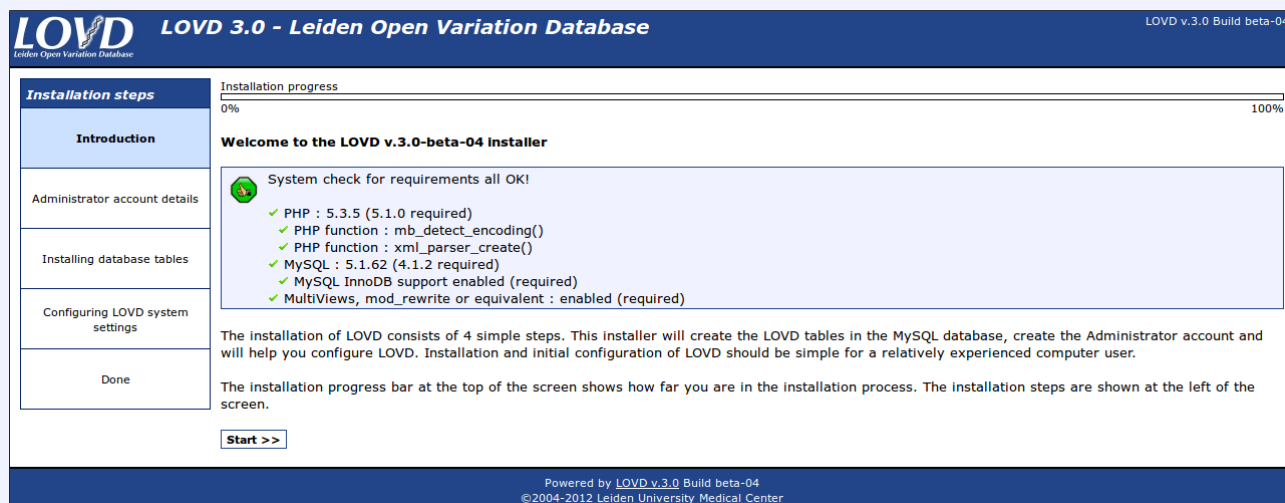 LOVD
Leiden Open Variation Database
LOVD 3.0 - Leiden Open Variation Database
LOVD v.3.0 Build beta-04
Installation steps
Introduction
Administrator account details
Installing database tables
Configuring LOVD system
settings
Done
Installation progress
0%
100%
Welcome to the LOVD v.3.0-beta-04 installer
System check for requirements all OK!
PHP : 5.3.5 (5.1.0 required)
PHP function : mb_detect_encoding()
PHP function : xml_parser_create()
MySQL : 5.1.62 (4.1.2 required)
MySQL InnoDB support enabled (required)
MultiViews, mod_rewrite or equivalent : enabled (required)
The installation of LOVD consists of 4 simple steps. This installer will create the LOVD tables in the MySQL database, create the Administrator account and
will help you configure LOVD. Installation and initial configuration of LOVD should be simple for a relatively experienced computer user.
The installation progress bar at the top of the screen shows how far you are in the installation process. The installation steps are shown at the left of the
screen.
Start >>
Powered by LOVD v.3.0 Build beta-04
©2004-2012 Leiden University Medical Center